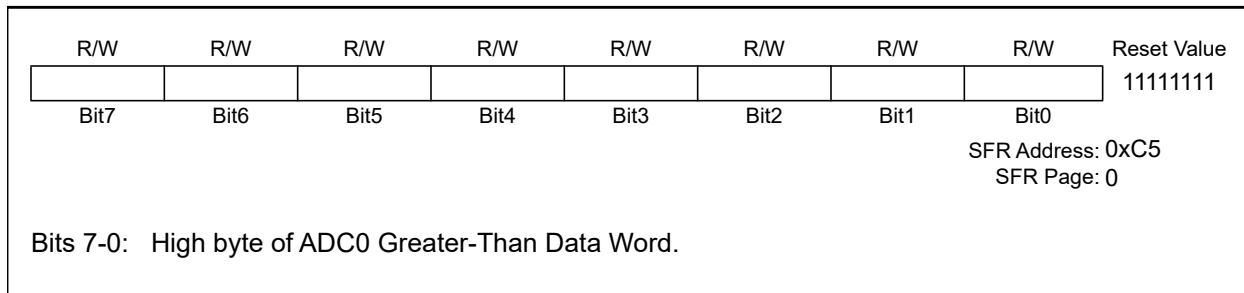 R/W R/W R/W R/W R/W R/W R/W R/W Reset Value
11111111
Bit7 Bit6 Bit5 Bit4 Bit3 Bit2 Bit1 Bit0
SFR Address: 0xC5
SFR Page: 0
Bits 7-0: High byte of ADC0 Greater-Than Data Word.